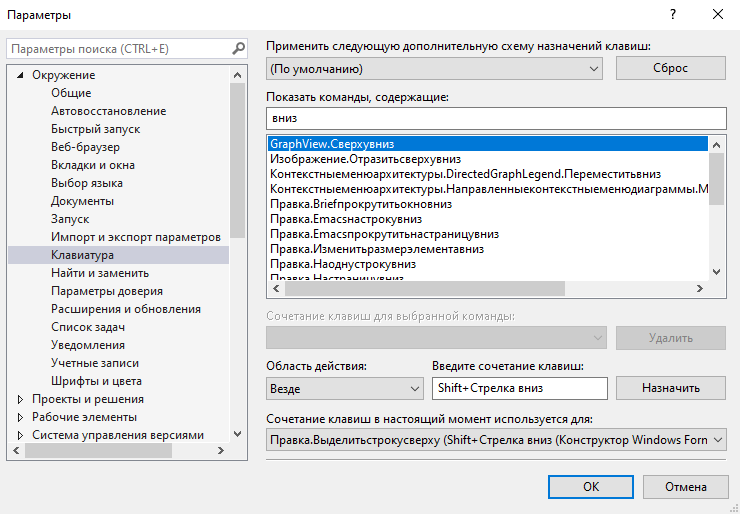 Параметры
?
Параметры поиска (CTRL+E)
Окружение
Общие
Автовосстановление
Быстрый запуск
Веб-браузер
Вкладки и окна
Выбор языка
Документы
Запуск
Импорт и экспорт параметров
Клавиатура
Найти и заменить
Параметры доверия
Расширения и обновления
Список задач
Уведомления
Учетные записи
Шрифты и цвета
Проекты и решения
Рабочие элементы
Система управления версиями
Применить следующую дополнительную схему назначений клавиш:
(По умолчанию)
Сброс
Показать команды, содержащие:
вниз
GraphView.Сверхувниз
Изображение.Отразитьсверхувниз
Контекстныеменюархитектуры.DirectedGraphLegend.Переместитьвниз
Контекстныеменюархитектуры.Направленныеконтекстныеменюдиаграммы.М
Правка.Briefпрокрутитьокновниз
Правка.Emacsнастрокувниз
Правка.Emacsпрокрутитьнастраницувниз
Правка.Изменитьразмерэлементавниз
Правка.Наоднустрокувниз
Правка.Настраницувниз
Сочетание клавиш для выбранной команды:
Удалить
Область действия:
Введите сочетание клавиш:
Везде
Shift+Стрелка вниз
Назначить
Сочетание клавиш в настоящий момент используется для:
Правка.Выделитьстрокусверху (Shift+Стрелка вниз (Конструктор Windows Forn
OK
Отмена